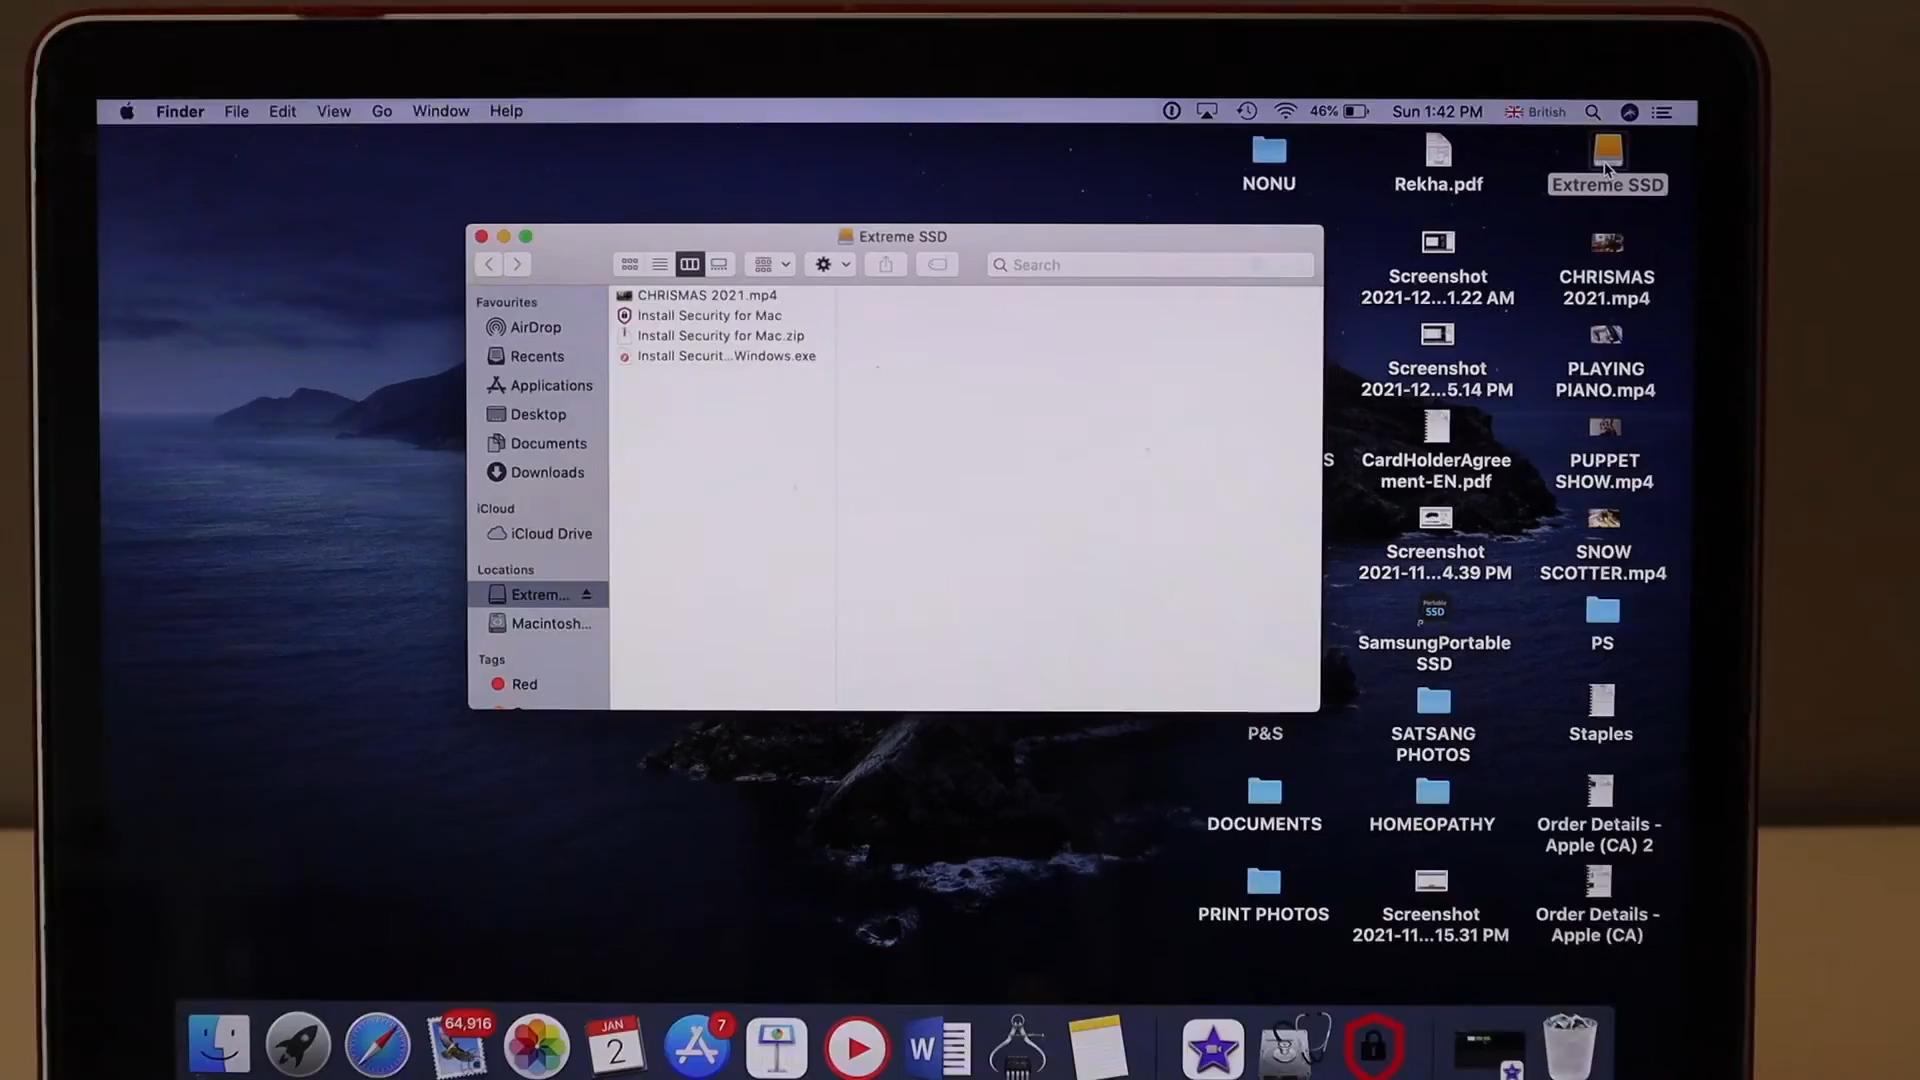 Finder File Edit View Go Window Help
46% Sun 1:42 PM British
NONU
Rekha.pdf
Extreme SSD
Extreme SSD
Search
Favourites
AirDrop
Recents
Applications
Desktop
Documents
Downloads
iCloud
iCloud Drive
Locations
Extrem...
Macintosh...
Tags
Red
CHRISMAS 2021.mp4
Install Security for Mac
Install Security for Mac.zip
Install Securit...Windows.exe
Screenshot
2021-12...1.22 AM
CHRISMAS
2021.mp4
Screenshot
2021-12...5.14 PM
PLAYING
PIANO.mp4
S
CardHolderAgree
ment-EN.pdf
PUPPET
SHOW.mp4
Screenshot
2021-11...4.39 PM
SNOW
SCOTTER.mp4
Portable
SSD
SamsungPortable
SSD
PS
P&S
SATSANG
PHOTOS
Staples
DOCUMENTS
HOMEOPATHY
Order Details -
Apple (CA) 2
PRINT PHOTOS
Screenshot
2021-11...15.31 PM
Order Details -
Apple (CA)
64,916
JAN
2
7
W